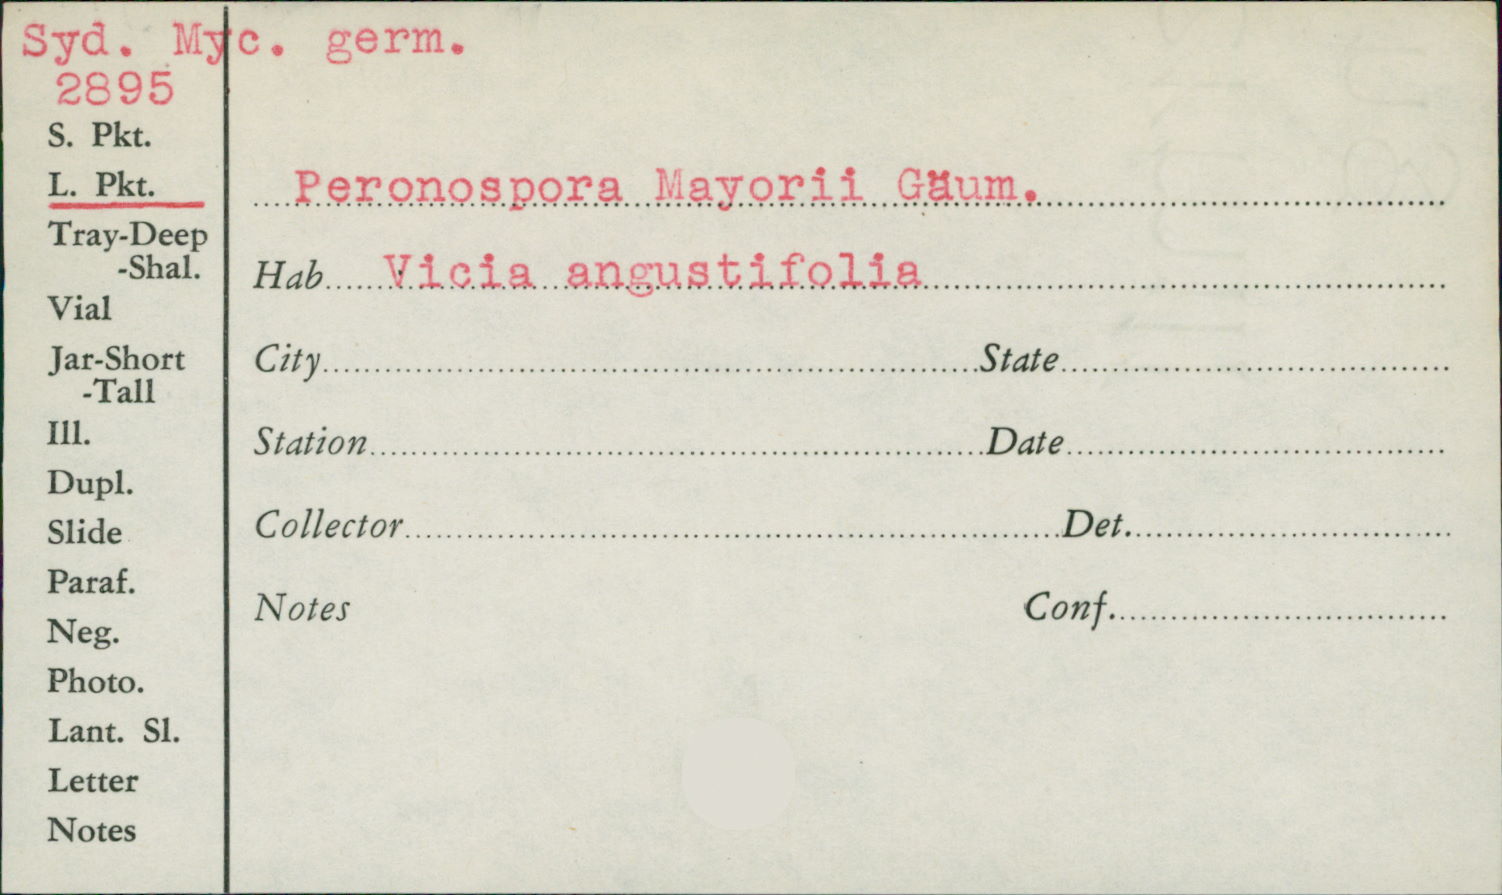 Syd. Myc. germ.
2895
S. Pkt.
L. Pkt.
Tray-Deep
-Shal.
Vial
Jar-Short
-Tall
Ill.
Dupl.
Slide
Paraf.
Neg.
Photo.
Lant. Sl.
Letter
Notes
Peronospora Mayorii Gäum.
Hab. Vicia angustifolia
City State
Station Date
Collector Det.
Notes Conf.